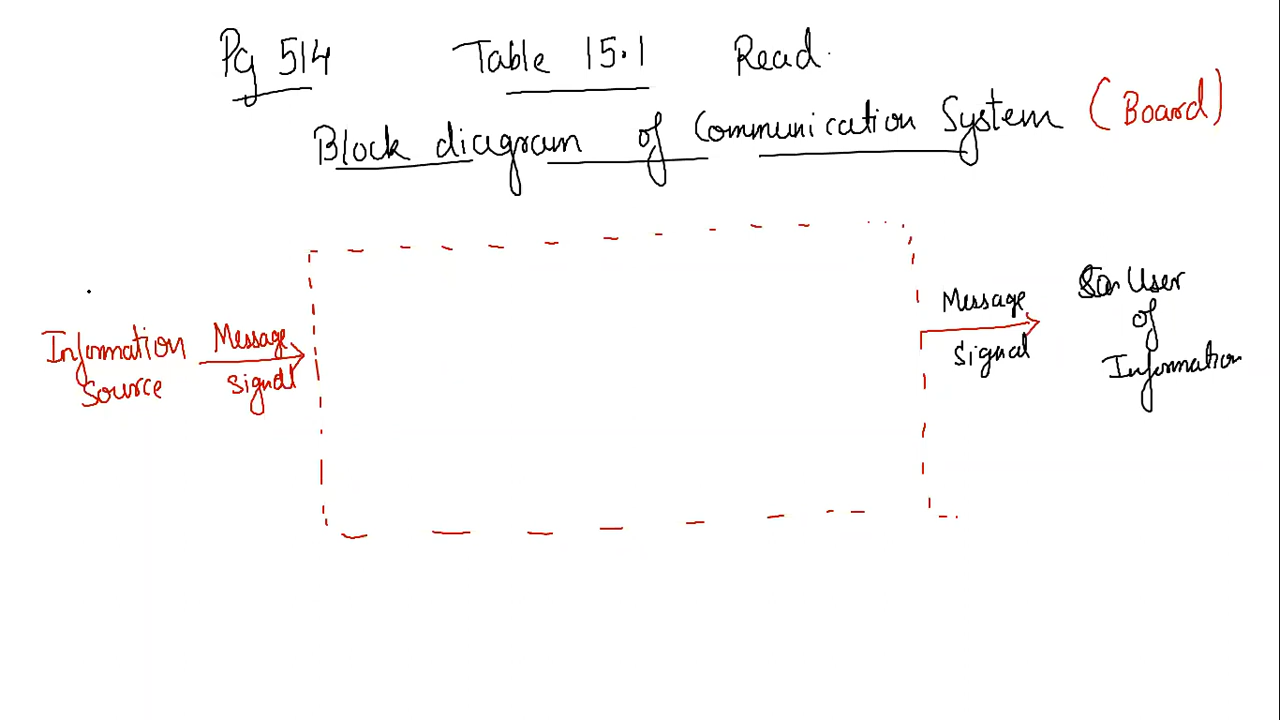 Pg 514 Table 15.1 Read.
Block diagram of Communication System (Board)
Information Source
Message Signal
Message Signal
User of Information